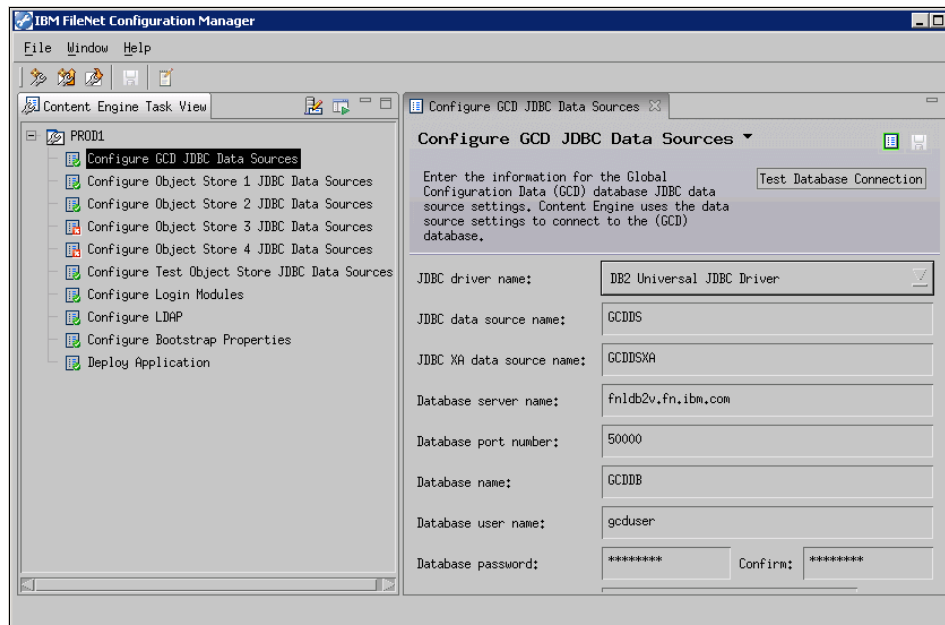 IBM FileNet Configuration Manager
File Window Help
Content Engine Task View
PROD1
Configure GCD JDBC Data Sources
Configure Object Store 1 JDBC Data Sources
Configure Object Store 2 JDBC Data Sources
Configure Object Store 3 JDBC Data Sources
Configure Object Store 4 JDBC Data Sources
Configure Test Object Store JDBC Data Sources
Configure Login Modules
Configure LDAP
Configure Bootstrap Properties
Deploy Application
Configure GCD JDBC Data Sources
Configure GCD JDBC Data Sources
Enter the information for the Global
Configuration Data (GCD) database JDBC data
source settings. Content Engine uses the data
source settings to connect to the (GCD)
database.
Test Database Connection
JDBC driver name: DB2 Universal JDBC Driver
JDBC data source name: GCDDS
JDBC XA data source name: GCDDSXA
Database server name: fnldb2v.fn.ibm.com
Database port number: 50000
Database name: GCDDB
Database user name: gcduser
Database password: ******** Confirm: ********